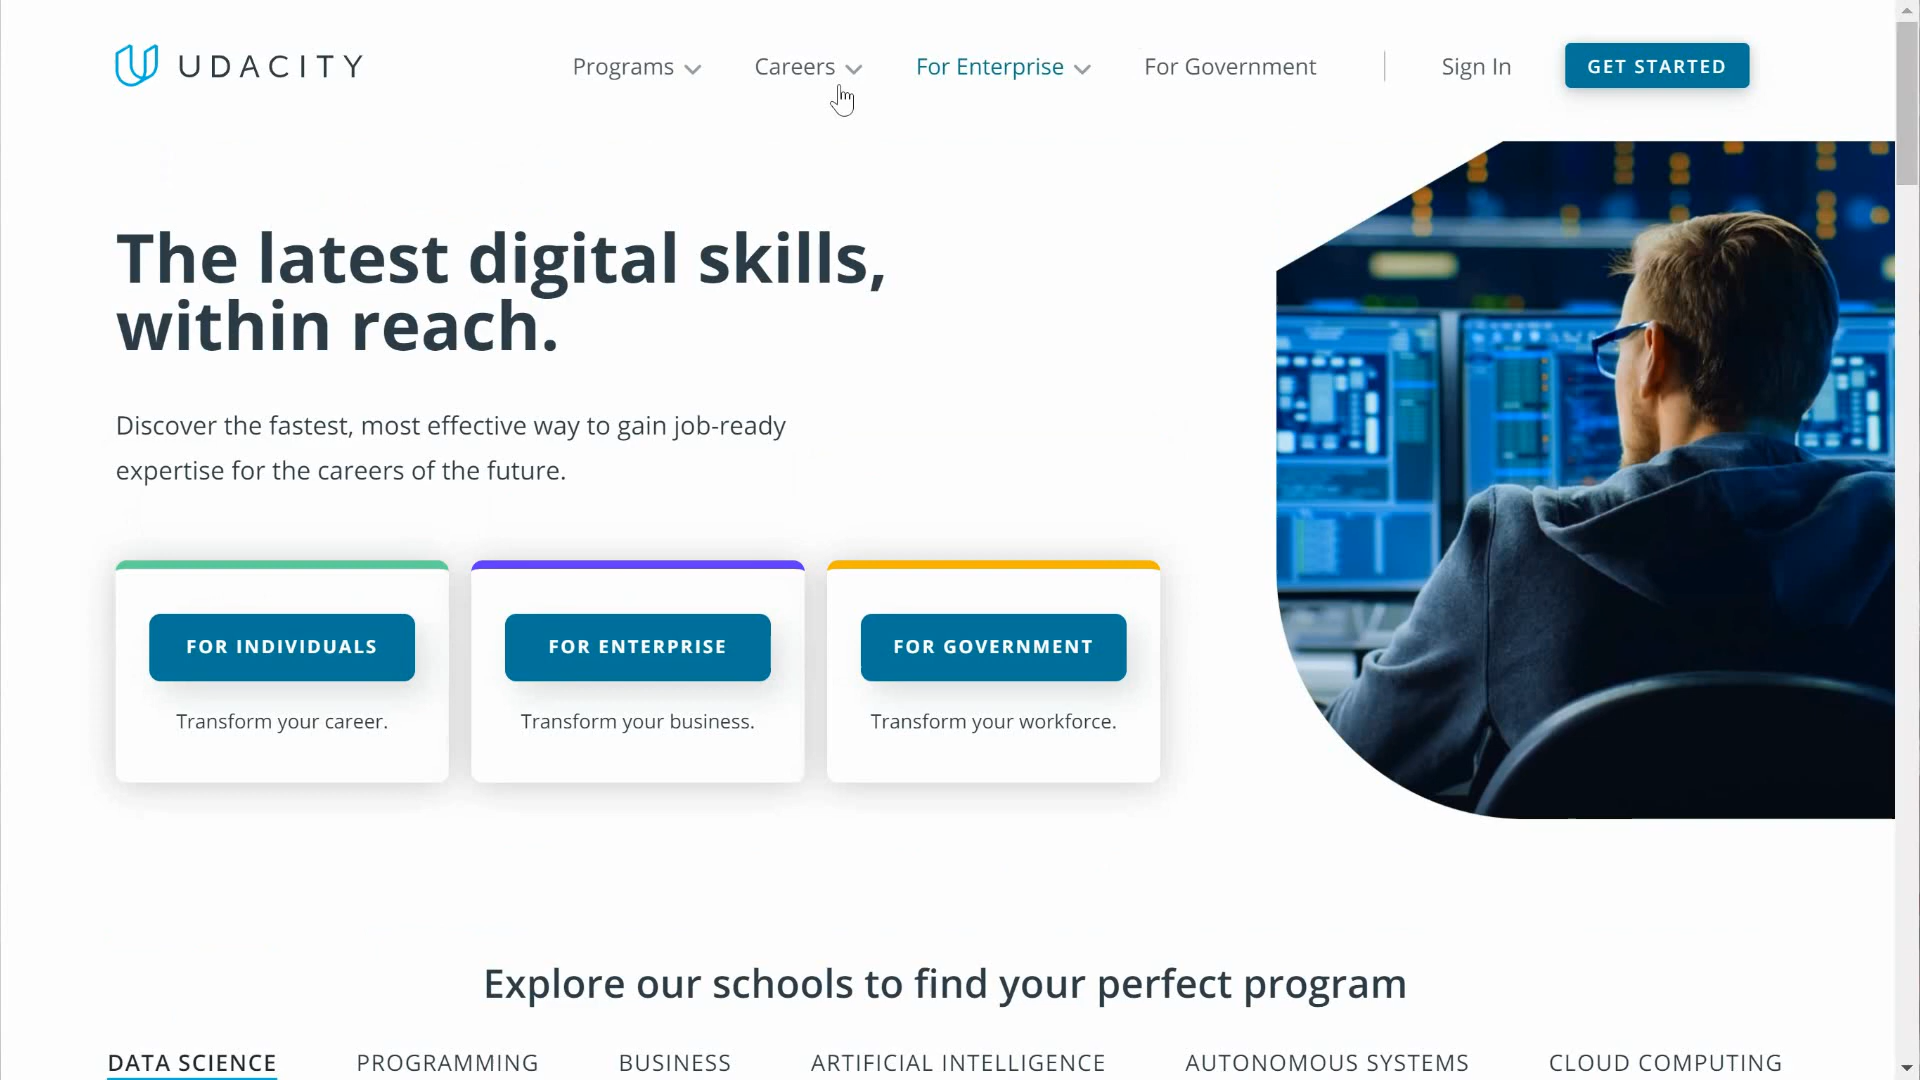 UDACITY
Programs
Careers
For Enterprise
For Government
Sign In
GET STARTED
The latest digital skills,
within reach.
Discover the fastest, most effective way to gain job-ready
expertise for the careers of the future.
FOR INDIVIDUALS
Transform your career.
FOR ENTERPRISE
Transform your business.
FOR GOVERNMENT
Transform your workforce.
Explore our schools to find your perfect program
DATA SCIENCE
PROGRAMMING
BUSINESS
ARTIFICIAL INTELLIGENCE
AUTONOMOUS SYSTEMS
CLOUD COMPUTING